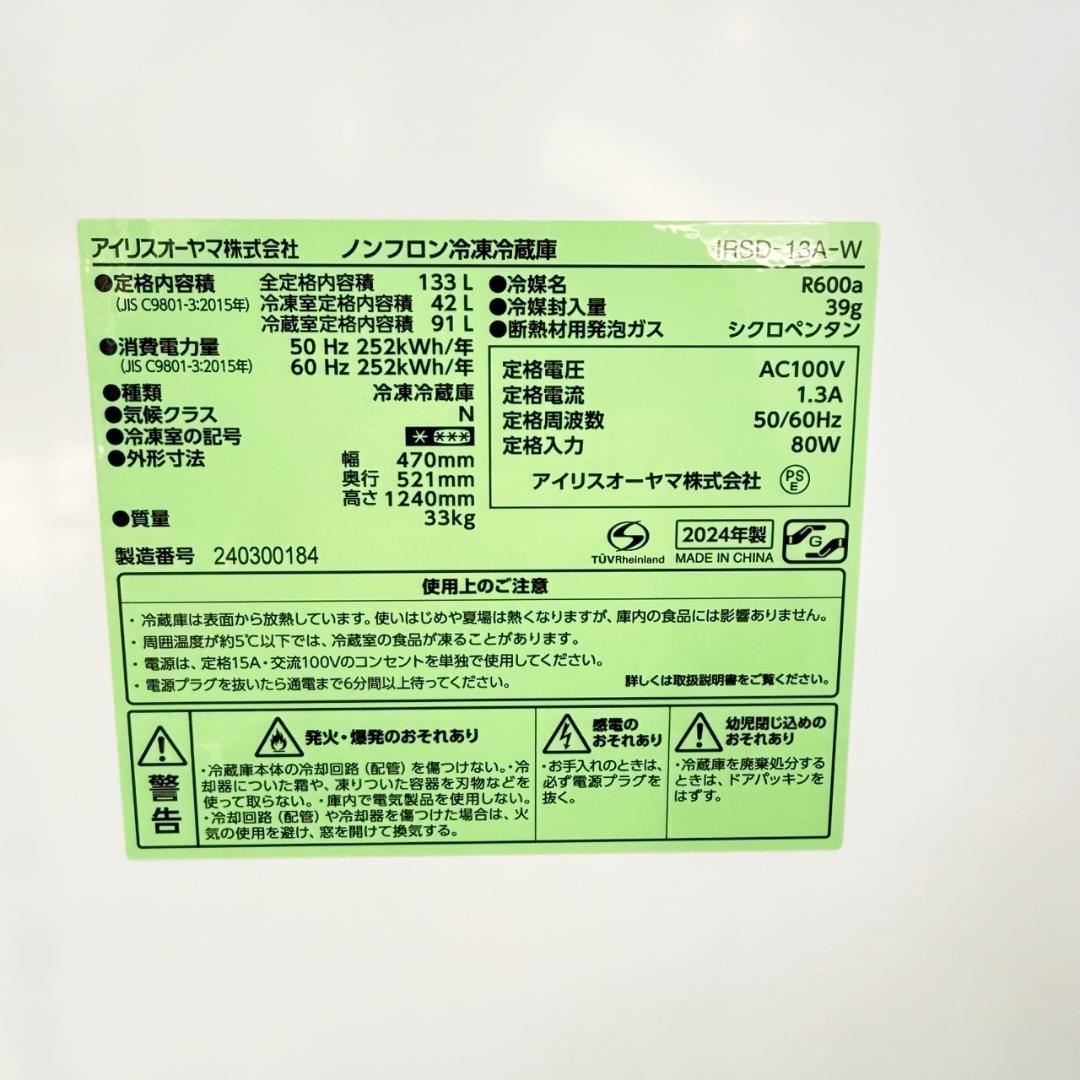 アイリスオーヤマ株式会社 ノンフロン冷凍冷蔵庫 IRSD-13A-W
●定格内容積 全定格内容積 133 L
(JIS C9801-3:2015年) 冷凍室定格内容積 42 L
冷蔵室定格内容積 91 L
●消費電力量 50 Hz 252kWh/年
(JIS C9801-3:2015年) 60 Hz 252kWh/年
●種類 冷凍冷蔵庫
●気候クラス N
●冷凍室の記号
●外形寸法 幅 470mm
奥行 521mm
高さ 1240mm
●質量 33kg
製造番号 240300184
●冷媒名 R600a
●冷媒封入量 39g
●断熱材用発泡ガス シクロペンタン
定格電圧 AC100V
定格電流 1.3A
定格周波数 50/60Hz
定格入力 80W
アイリスオーヤマ株式会社 PS E
TÜVRheinland
2024年製
MADE IN CHINA
G
使用上のご注意
・冷蔵庫は表面から放熱しています。使いはじめや夏場は熱くなりますが、庫内の食品には影響ありません。
・周囲温度が約5℃以下では、冷蔵室の食品が凍ることがあります。
・電源は、定格15A・交流100Vのコンセントを単独で使用してください。
・電源プラグを抜いたら通電まで6分間以上待ってください。 詳しくは取扱説明書をご覧ください。
警告
発火・爆発のおそれあり
・冷蔵庫本体の冷却回路（配管）を傷つけない。・冷
却器についた霜や、凍りついた容器を刃物などを
使って取らない。・庫内で電気製品を使用しない。
・冷却回路（配管）や冷却器を傷つけた場合は、火
気の使用を避け、窓を開けて換気する。
感電の
おそれあり
・お手入れのときは、
必ず電源プラグを
抜く。
幼児閉じ込めの
おそれあり
・冷蔵庫を廃棄処分する
ときは、ドアパッキンを
はずす。